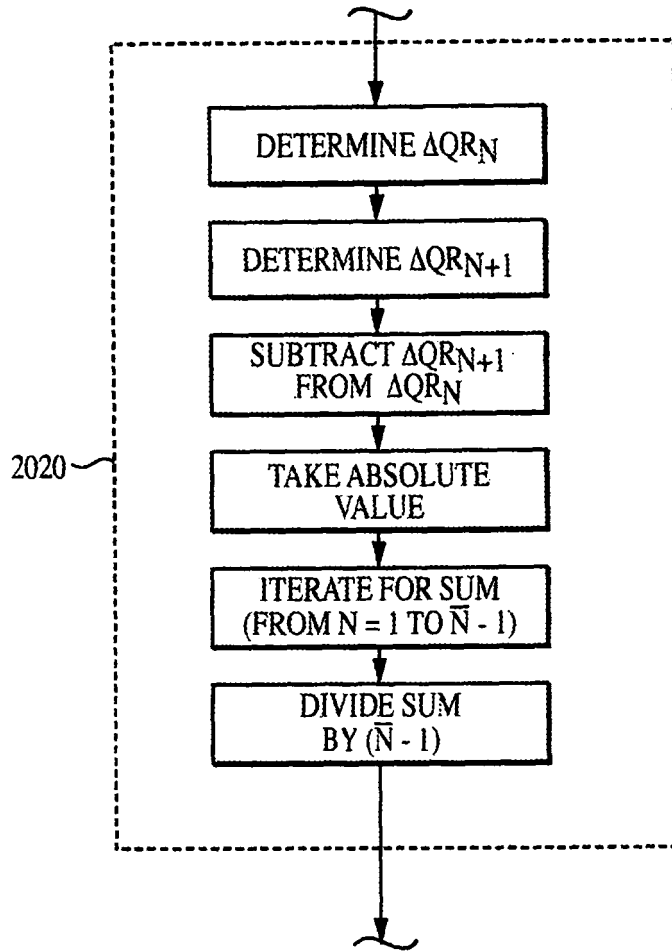 DETERMINE ΔQR_N
DETERMINE ΔQR_N+1
SUBTRACT ΔQR_N+1
FROM ΔQR_N
2020
TAKE ABSOLUTE
VALUE
ITERATE FOR SUM
(FROM N = 1 TO N̅ - 1)
DIVIDE SUM
BY (N̅ - 1)